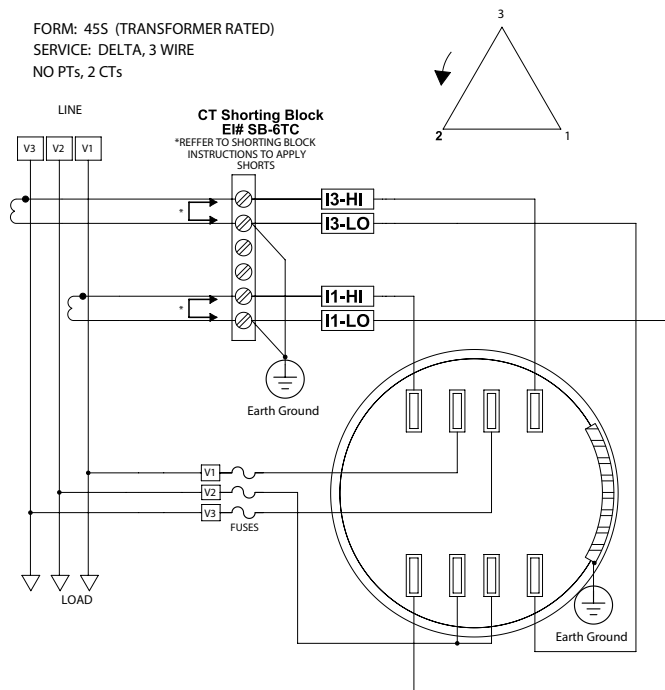 FORM: 45S (TRANSFORMER RATED)
SERVICE: DELTA, 3 WIRE
NO PTs, 2 CTs
3
2
1
LINE
V3
V2
V1
CT Shorting Block
EI# SB-6TC
*REFFER TO SHORTING BLOCK
INSTRUCTIONS TO APPLY
SHORTS
*
I3-HI
I3-LO
*
I1-HI
I1-LO
Earth Ground
V1
V2
V3
FUSES
LOAD
Earth Ground